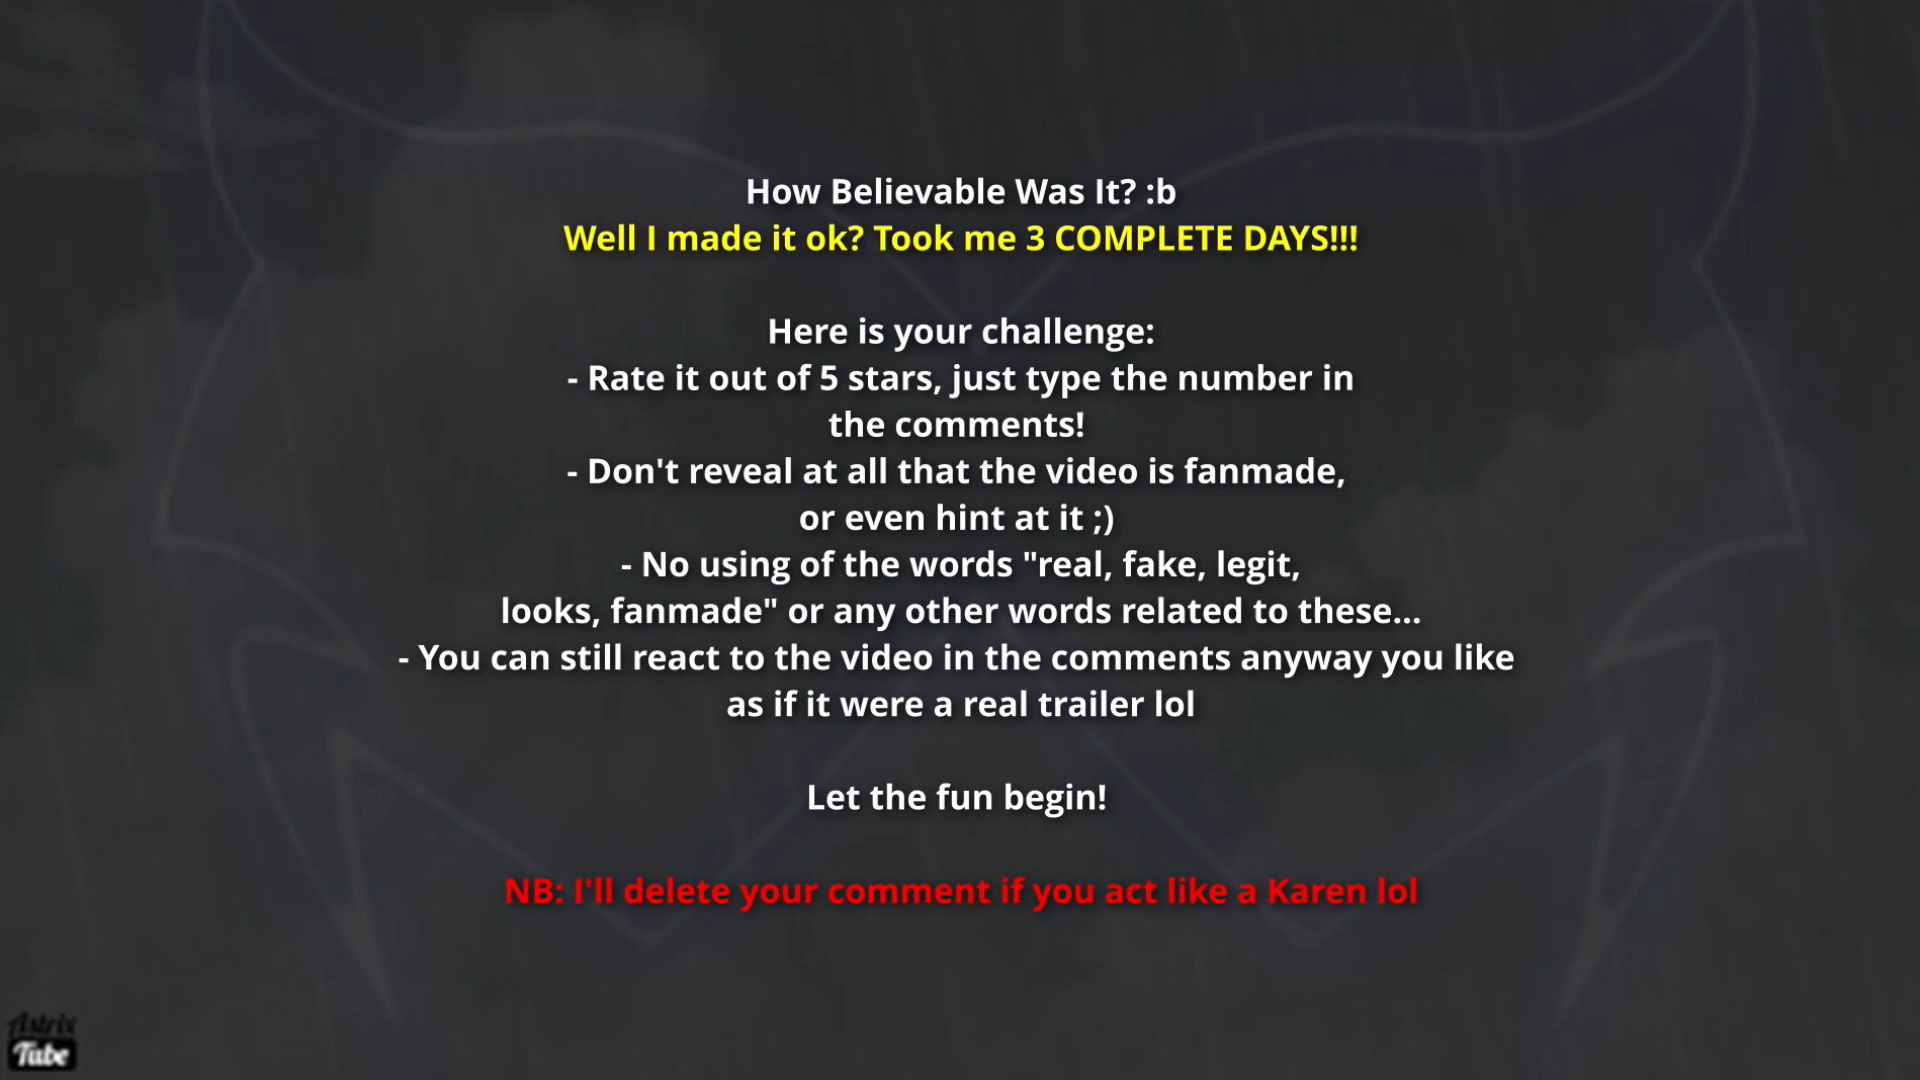 How Believable Was It? :b
Well I made it ok? Took me 3 COMPLETE DAYS!!!
Here is your challenge:
- Rate it out of 5 stars, just type the number in
the comments!
- Don't reveal at all that the video is fanmade,
or even hint at it ;)
- No using of the words "real, fake, legit,
looks, fanmade" or any other words related to these...
- You can still react to the video in the comments anyway you like
as if it were a real trailer lol
Let the fun begin!
NB: I'll delete your comment if you act like a Karen lol
Astrix
Tube